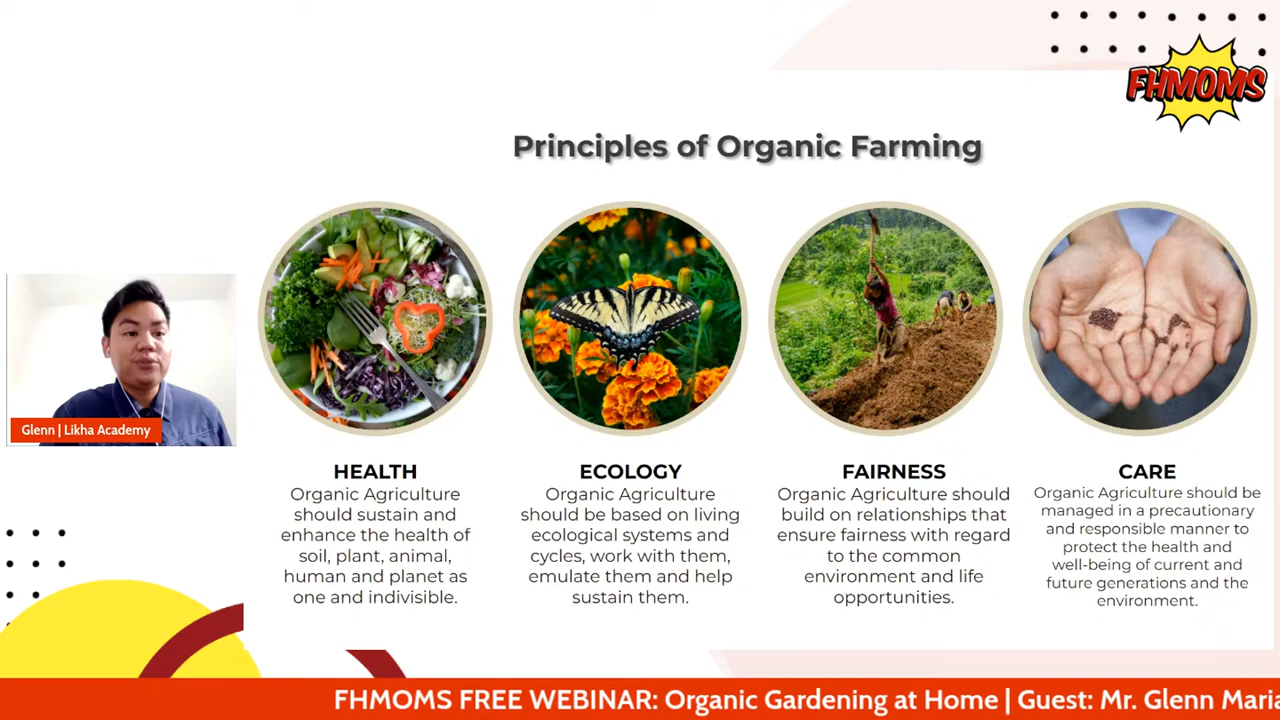 FHMOMS
Principles of Organic Farming
Glenn | Likha Academy
HEALTH
Organic Agriculture
should sustain and
enhance the health of
soil, plant, animal,
human and planet as
one and indivisible.
ECOLOGY
Organic Agriculture
should be based on living
ecological systems and
cycles, work with them,
emulate them and help
sustain them.
FAIRNESS
Organic Agriculture should
build on relationships that
ensure fairness with regard
to the common
environment and life
opportunities.
CARE
Organic Agriculture should be
managed in a precautionary
and responsible manner to
protect the health and
well-being of current and
future generations and the
environment.
FHMOMS FREE WEBINAR: Organic Gardening at Home | Guest: Mr. Glenn Maria